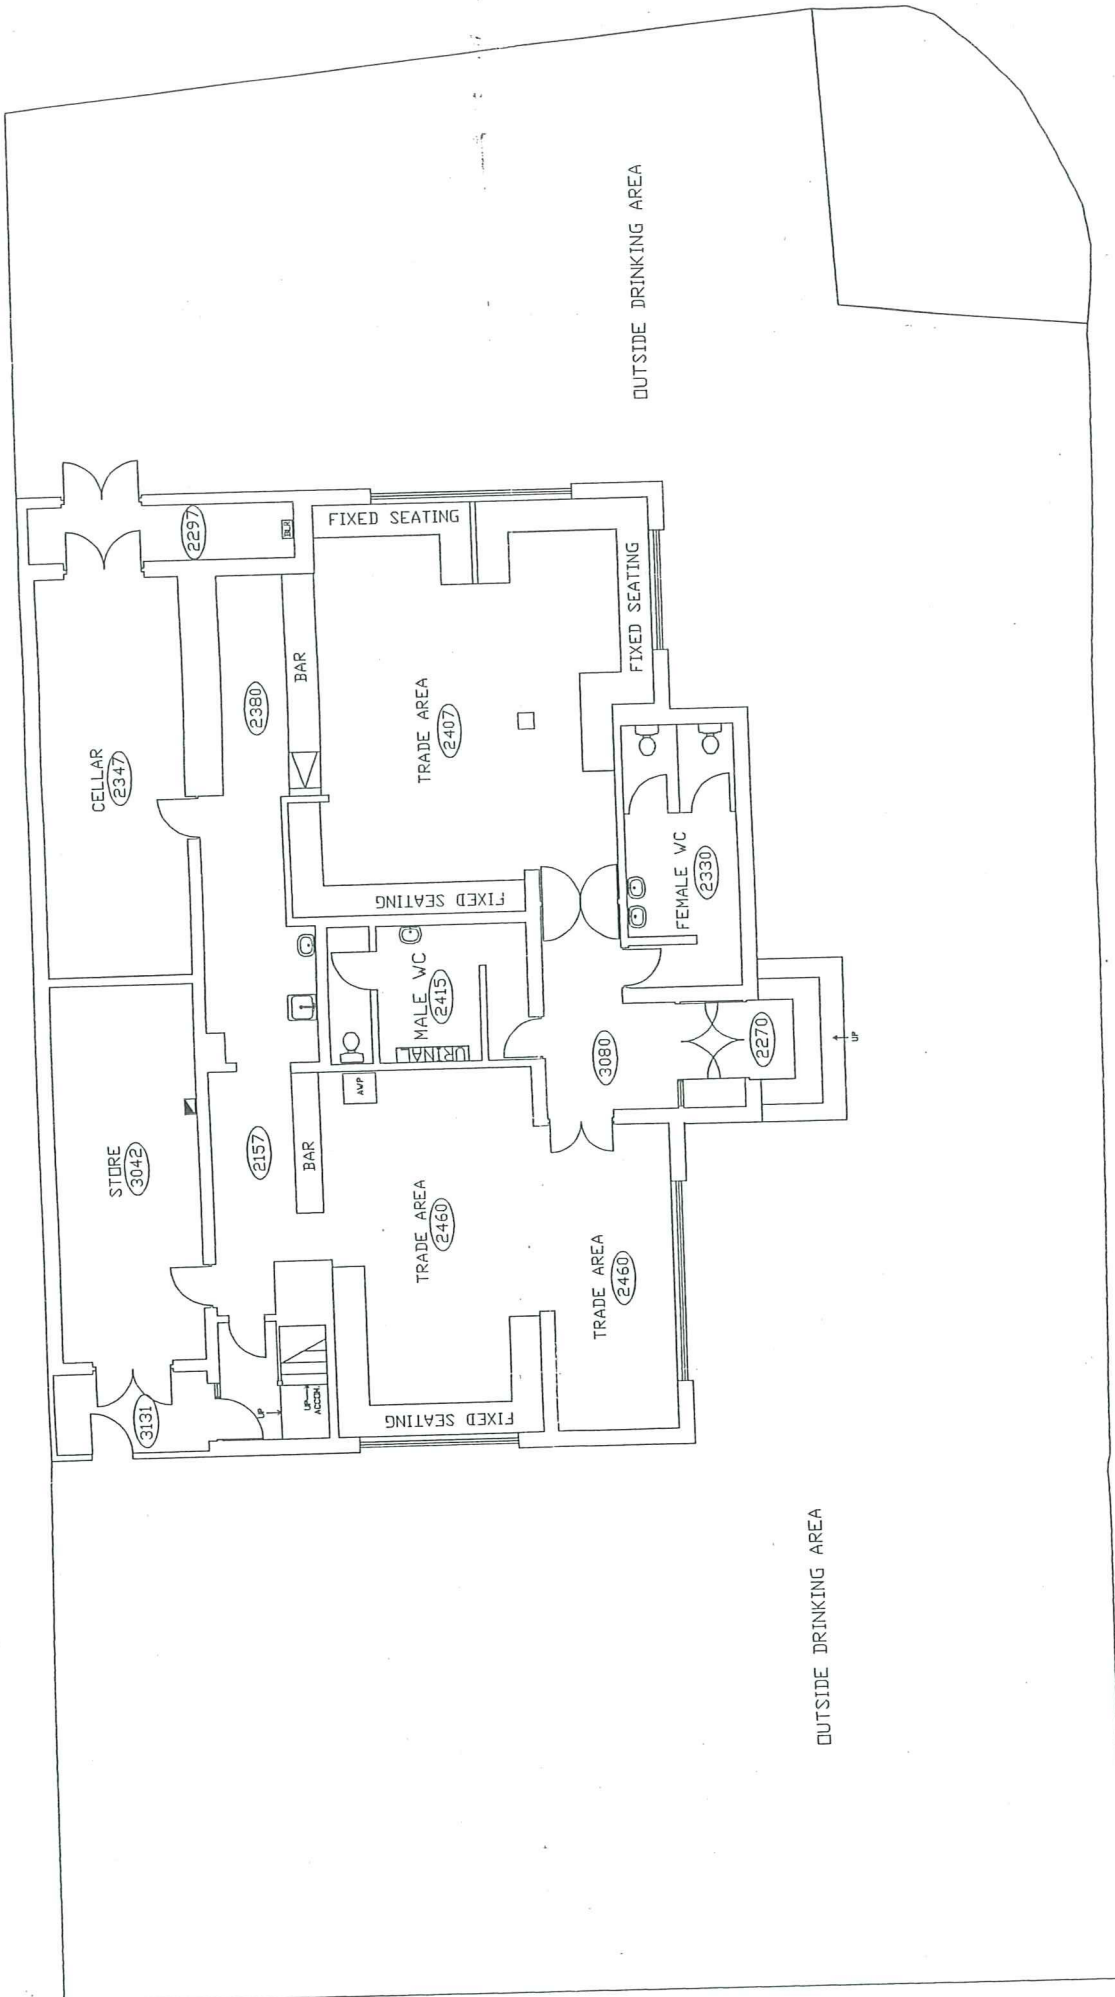 OUTSIDE DRINKING AREA
2297
BLR
FIXED SEATING
FIXED SEATING
CELLAR
2347
2380
BAR
TRADE AREA
2407
FIXED SEATING
FEMALE WC
2330
MALE WC
2415
URINAL
3080
2270
UP
STORE
3042
2157
BAR
AWP
TRADE AREA
2460
TRADE AREA
2460
FIXED SEATING
3131
UP
UP
ACCOM.
OUTSIDE DRINKING AREA